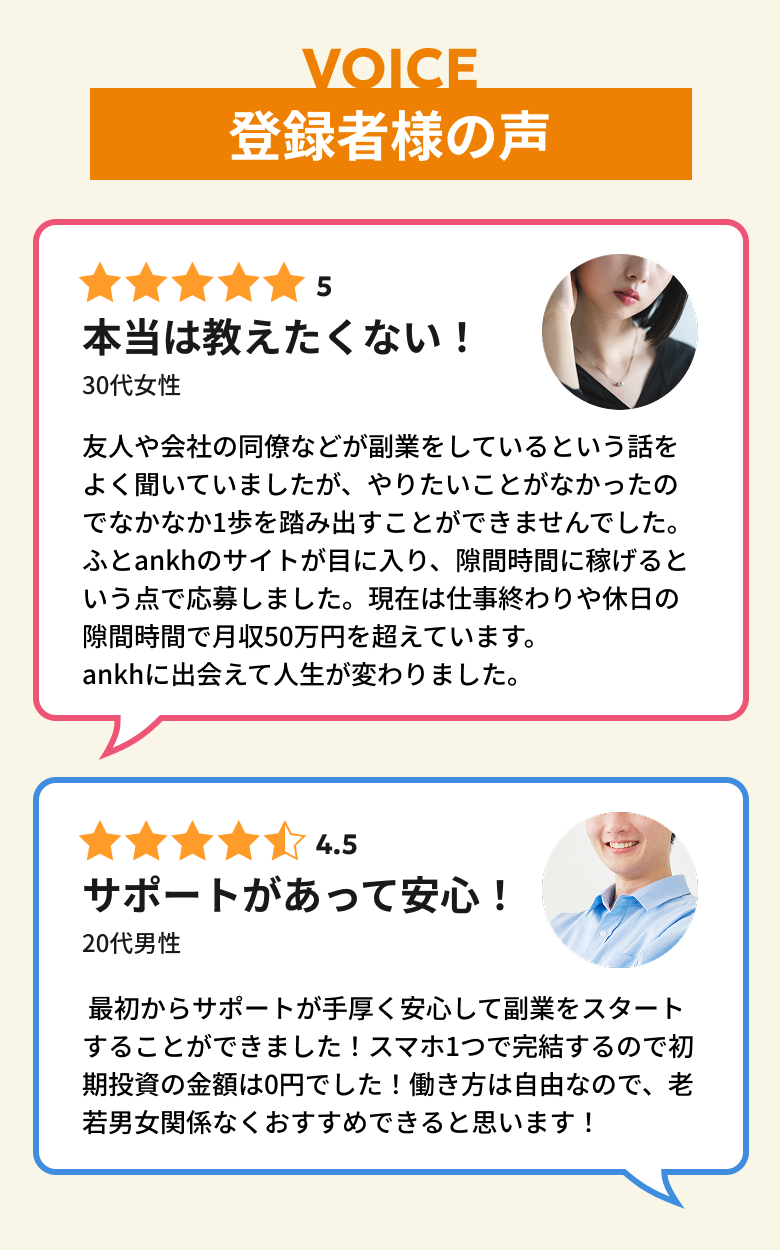 VOICE
登録者様の声
5
本当は教えたくない！
30代女性
友人や会社の同僚などが副業をしているという話を
よく聞いていましたが、やりたいことがなかったの
でなかなか1歩を踏み出すことができませんでした。
ふとankhのサイトが目に入り、隙間時間に稼げると
いう点で応募しました。現在は仕事終わりや休日の
隙間時間で月収50万円を超えています。
ankhに出会えて人生が変わりました。
4.5
サポートがあって安心！
20代男性
最初からサポートが手厚く安心して副業をスタート
することができました！スマホ1つで完結するので初
期投資の金額は0円でした！働き方は自由なので、老
若男女関係なくおすすめできると思います！